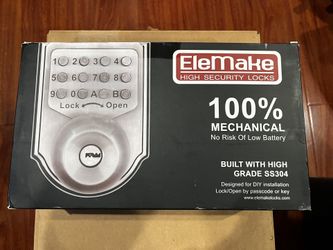 1 2 3 4
5 6 7 8
9 0 A B
Lock Open
EleMake
HIGH SECURITY LOCKS
100%
MECHANICAL
No Risk Of Low Battery
BUILT WITH HIGH
GRADE SS304
Designed for DIY installation
Lock/Open by passcode or key
www.elemakelocks.com